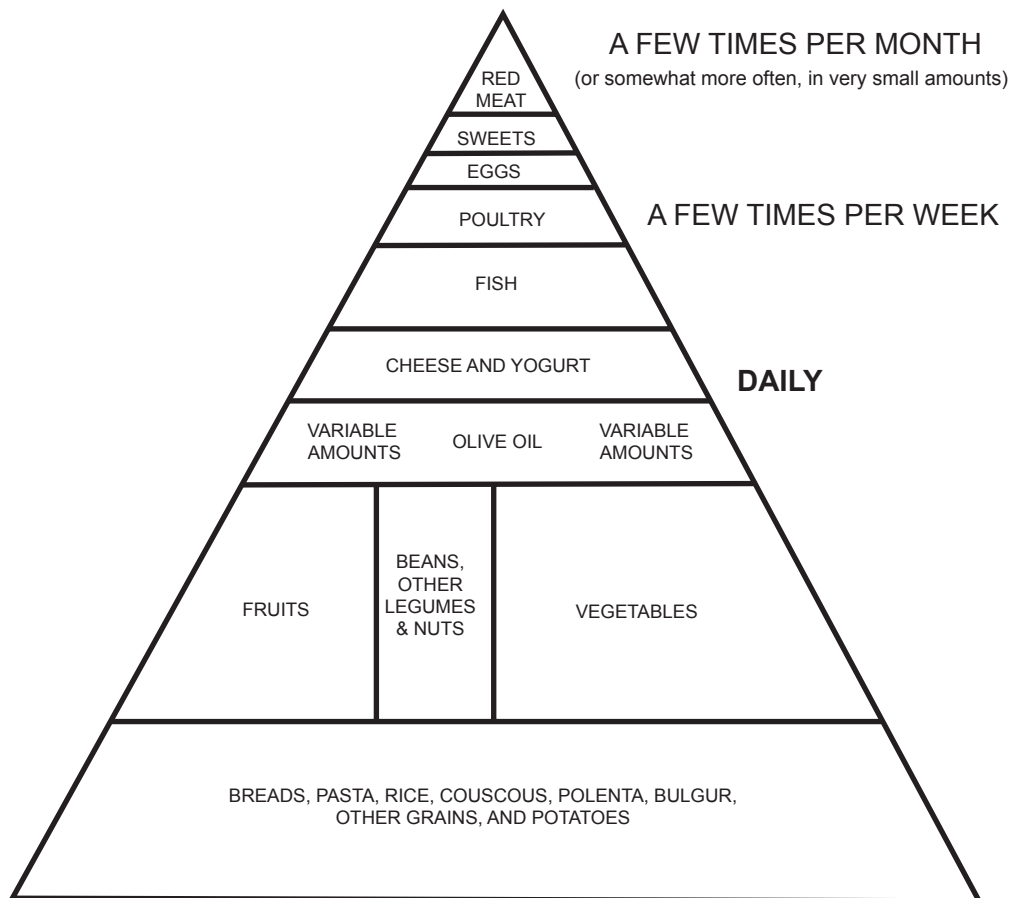 A FEW TIMES PER MONTH
(or somewhat more often, in very small amounts)
RED
MEAT
SWEETS
EGGS
POULTRY
A FEW TIMES PER WEEK
FISH
CHEESE AND YOGURT
DAILY
VARIABLE
AMOUNTS
OLIVE OIL
VARIABLE
AMOUNTS
FRUITS
BEANS,
OTHER
LEGUMES
& NUTS
VEGETABLES
BREADS, PASTA, RICE, COUSCOUS, POLENTA, BULGUR,
OTHER GRAINS, AND POTATOES